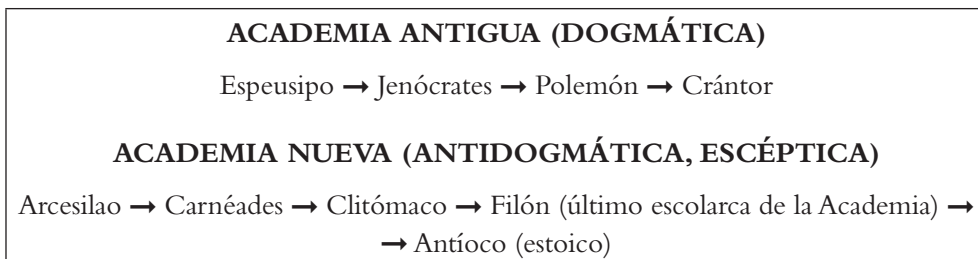 ACADEMIA ANTIGUA (DOGMÁTICA)
Espeusipo → Jenócrates → Polemón → Crántor
ACADEMIA NUEVA (ANTIDOGMÁTICA, ESCÉPTICA)
Arcesilao → Carnéades → Clitómaco → Filón (último escolarca de la Academia) →
→ Antíoco (estoico)